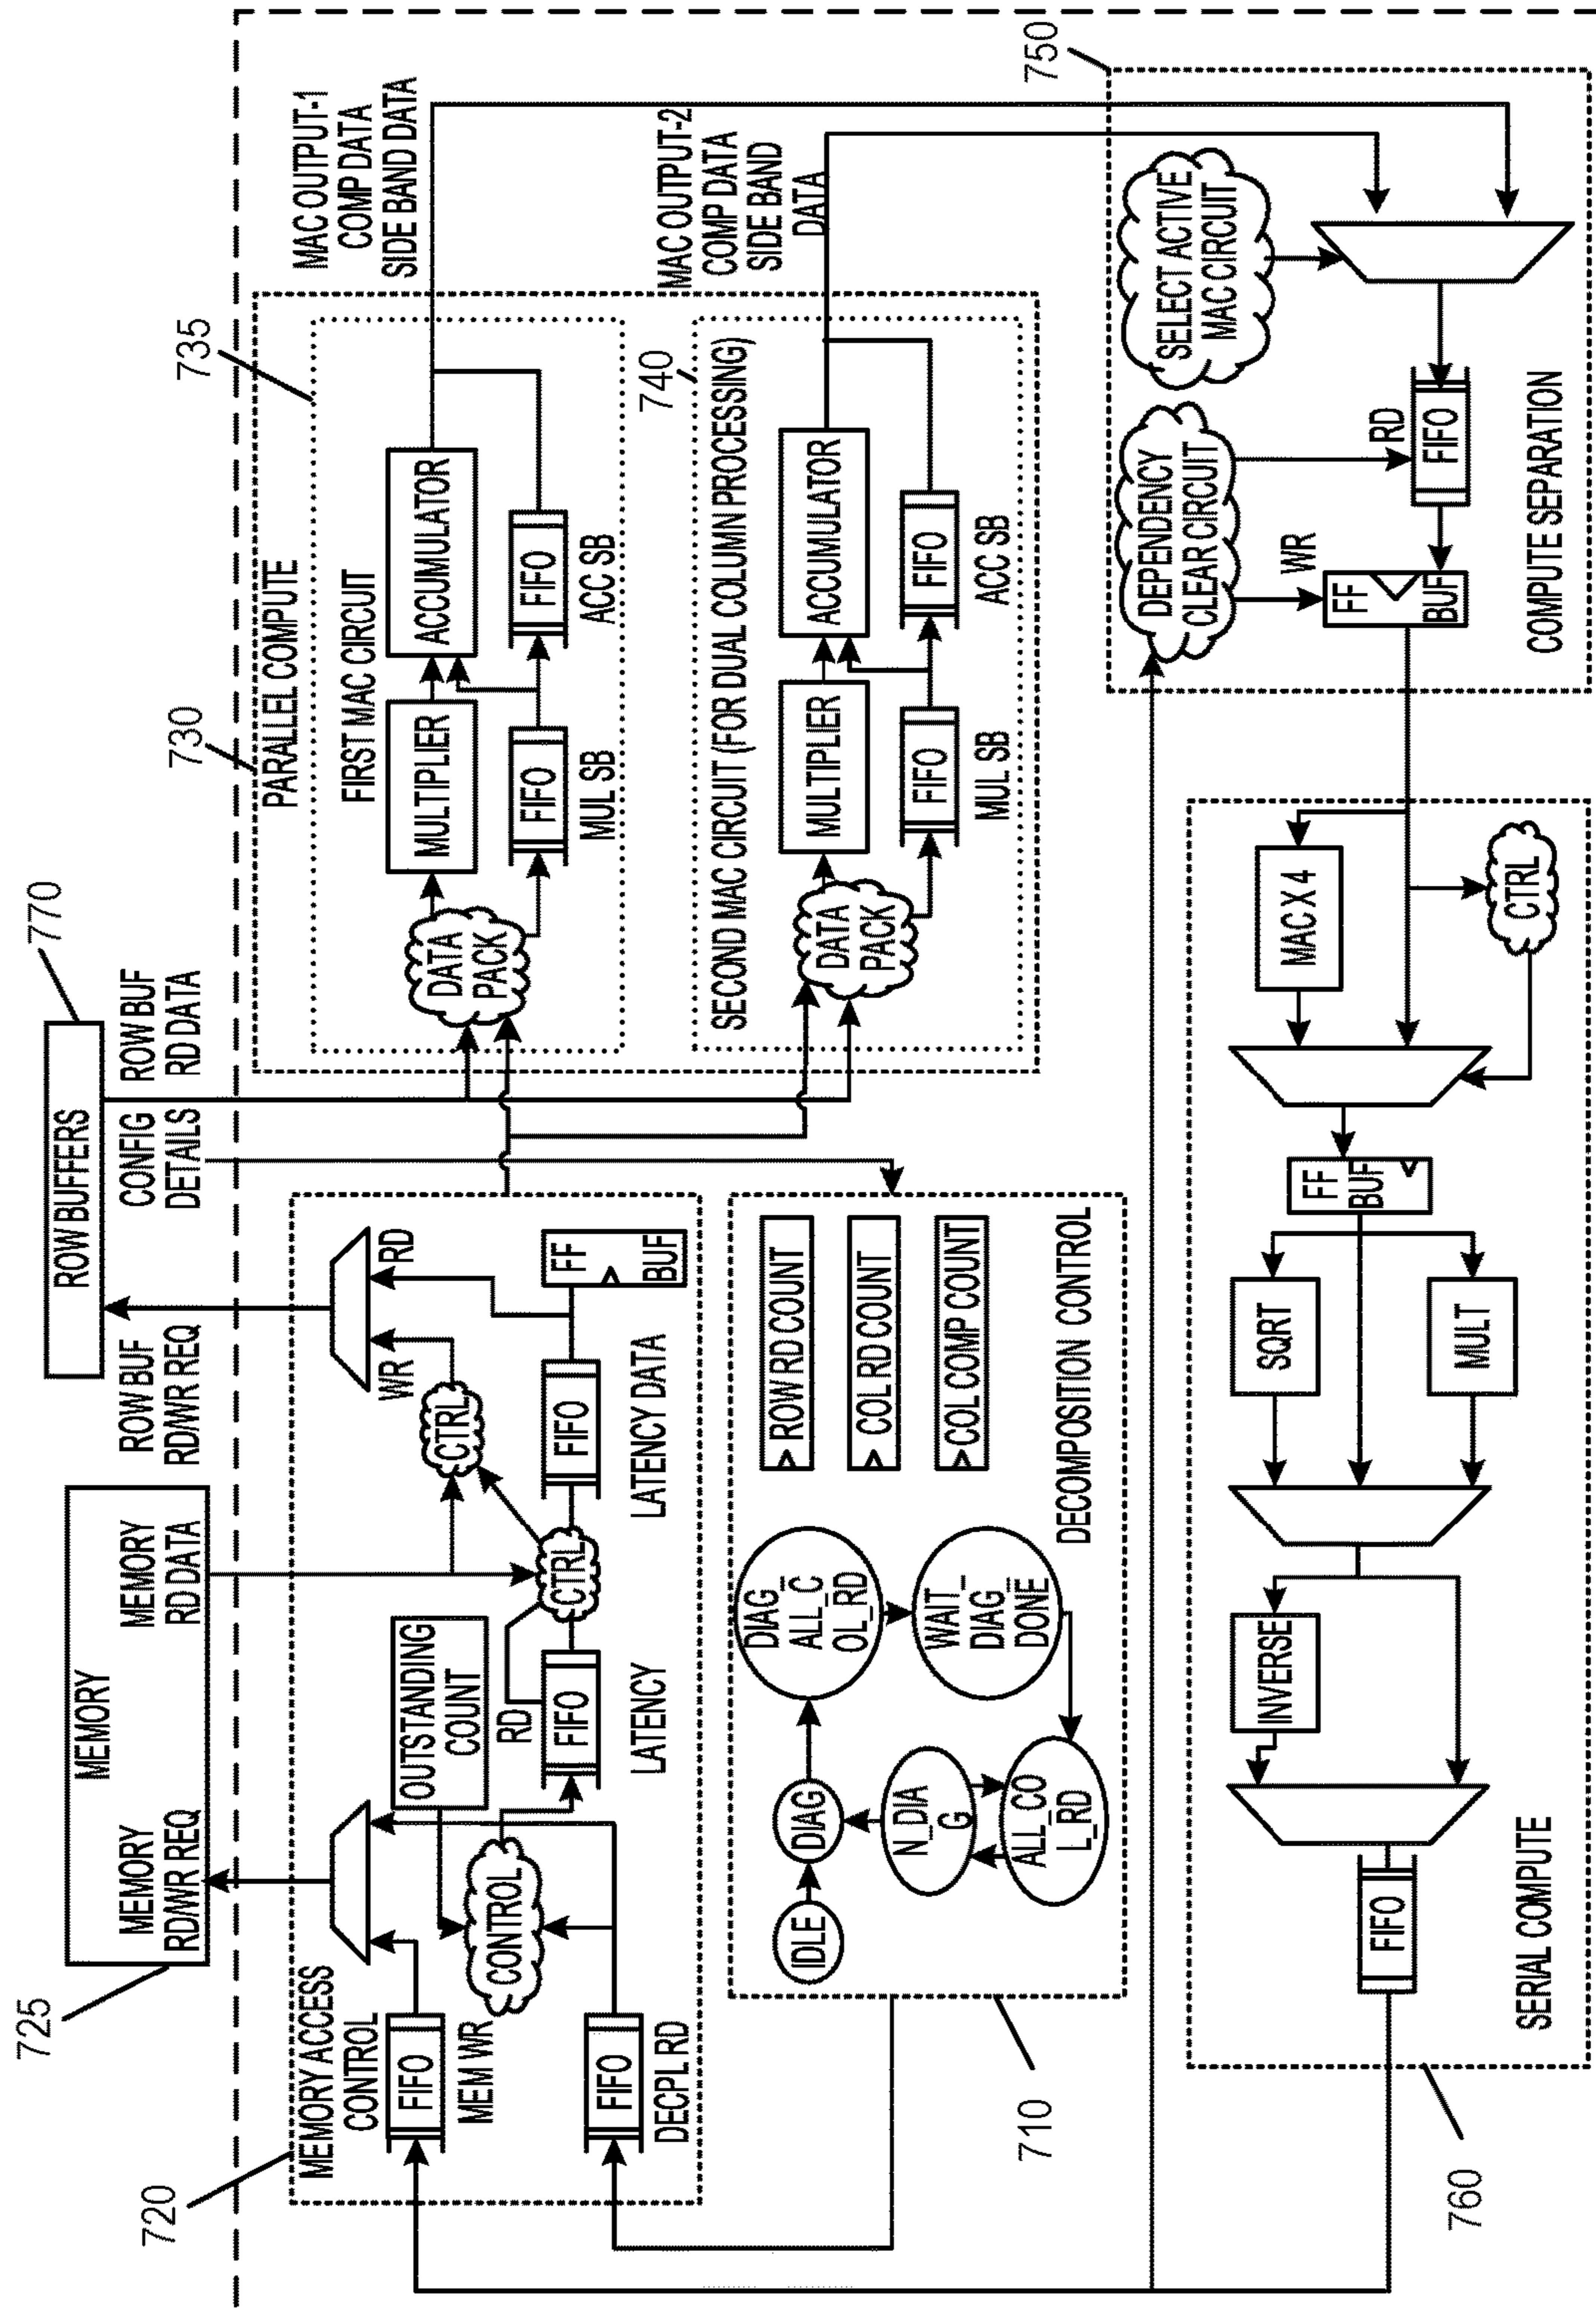 725
MEMORY
MEMORY
RD/WR REQ
MEMORY
RD DATA
ROW BUF
RD/WR REQ
ROW BUFFERS
770
CONFIG
DETAILS
ROW BUF
RD DATA
720
MEMORY ACCESS
CONTROL
FIFO
MEM WR
FIFO
DECPL RD
CONTROL
OUTSTANDING
COUNT
RD
FIFO
LATENCY
CTRL
CTRL
WR
RD
FIFO
LATENCY DATA
FF
BUF
730
PARALLEL COMPUTE
735
FIRST MAC CIRCUIT
DATA
PACK
MULTIPLIER
ACCUMULATOR
FIFO
MUL SB
FIFO
ACC SB
MAC OUTPUT-1
COMP DATA
SIDE BAND DATA
740
SECOND MAC CIRCUIT (FOR DUAL COLUMN PROCESSING)
DATA
PACK
MULTIPLIER
ACCUMULATOR
FIFO
MUL SB
FIFO
ACC SB
MAC OUTPUT-2
COMP DATA
SIDE BAND
DATA
710
IDLE
DIAG
DIAG_
ALL_C
OL_RD
WAIT_
DIAG_
DONE
N_DIA
G
ALL_CO
L_RD
ROW RD COUNT
COL RD COUNT
COL COMP COUNT
DECOMPOSITION CONTROL
750
DEPENDENCY
CLEAR CIRCUIT
SELECT ACTIVE
MAC CIRCUIT
WR
RD
FF
BUF
FIFO
COMPUTE SEPARATION
760
FIFO
INVERSE
SQRT
MULT
FF
BUF
MAC X 4
CTRL
SERIAL COMPUTE